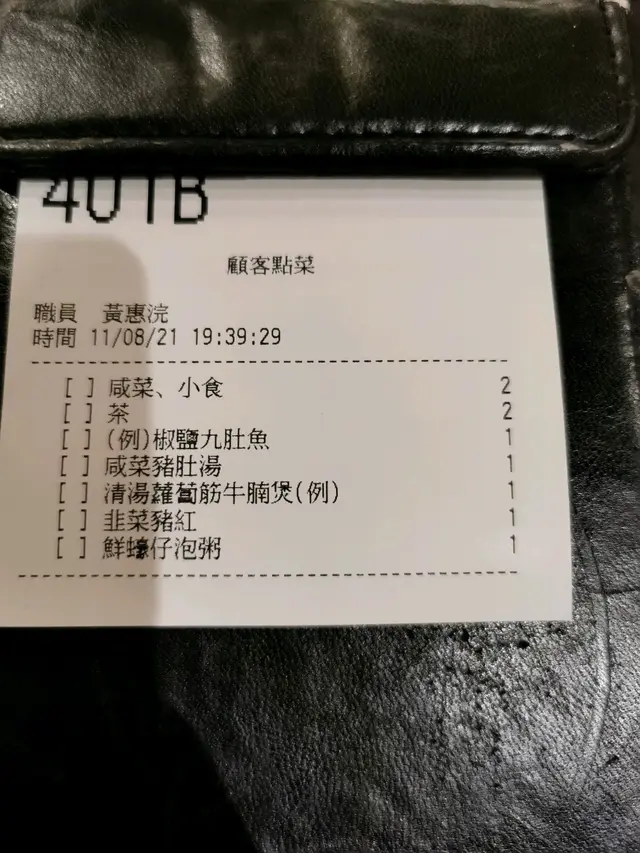 401B
顧客點菜
職員 黃惠浣
時間 11/08/21 19:39:29
[ ] 咸菜、小食 2
[ ] 茶 2
[ ] (例)椒鹽九肚魚 1
[ ] 咸菜豬肚湯 1
[ ] 清湯蘿蔔筋牛腩煲(例) 1
[ ] 韭菜豬紅 1
[ ] 鮮蠔仔泡粥 1